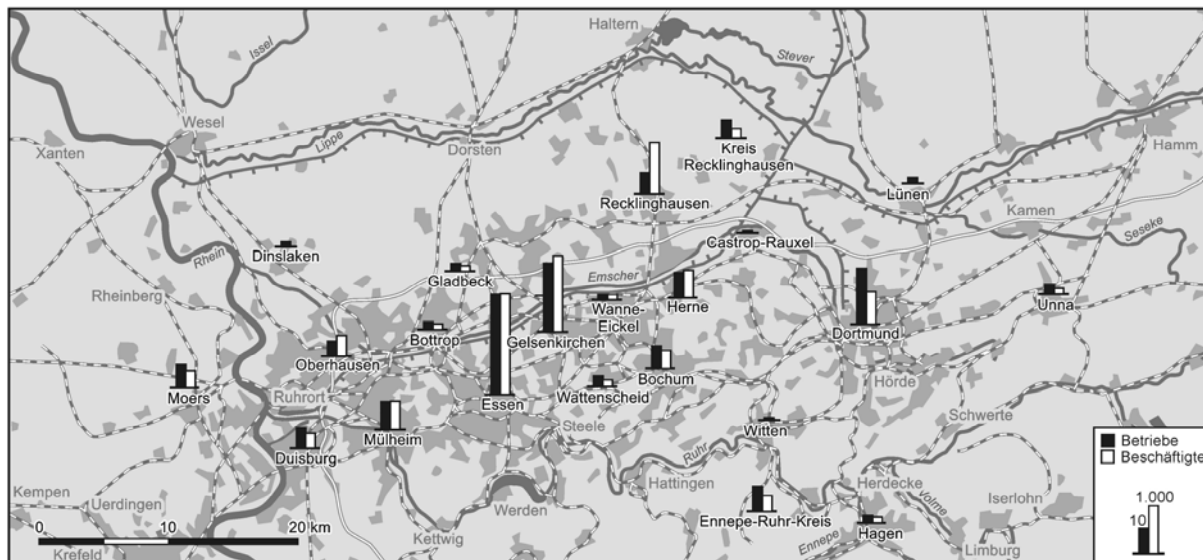 Haltern
Issel
Stever
Wesel
Xanten
Lippe
Dorsten
Kreis
Recklinghausen
Hamm
Recklinghausen
Lünen
Kamen
Seseke
Castrop-Rauxel
Rhein
Dinslaken
Gladbeck
Emscher
Rheinberg
Wanne-
Eickel
Herne
Unna
Bottrop
Gelsenkirchen
Dortmund
Oberhausen
Bochum
Hörde
Moers
Ruhrort
Essen
Wattenscheid
Schwerte
Mülheim
Steele
Witten
Duisburg
Ruhr
Betriebe
Beschäftigte
Kempen
Uerdingen
Werden
Hattingen
Herdecke
Volme
Iserlohn
1.000
10
0 10 20 km
Ennepe-Ruhr-Kreis
Hagen
Krefeld
Kettwig
Ennepe
Limburg